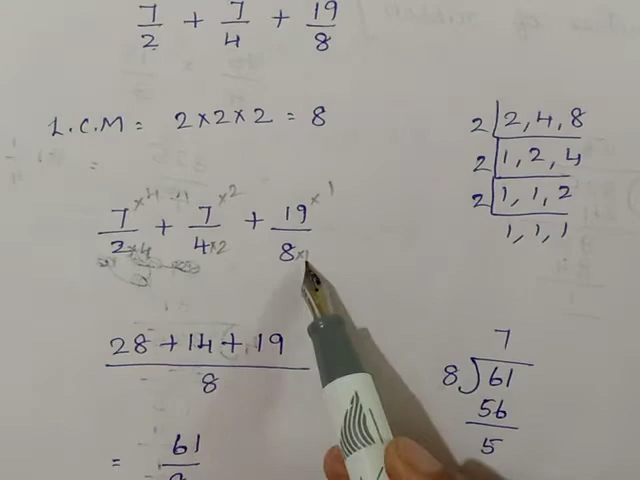 7/2 + 7/4 + 19/8
L.C.M = 2×2×2 = 8
2 | 2, 4, 8
2 | 1, 2, 4
2 | 1, 1, 2
1, 1, 1
7×4/2×4 + 7×2/4×2 + 19×1/8×1
28 + 14 + 19
8
= 61
7
8 ) 61
56
5